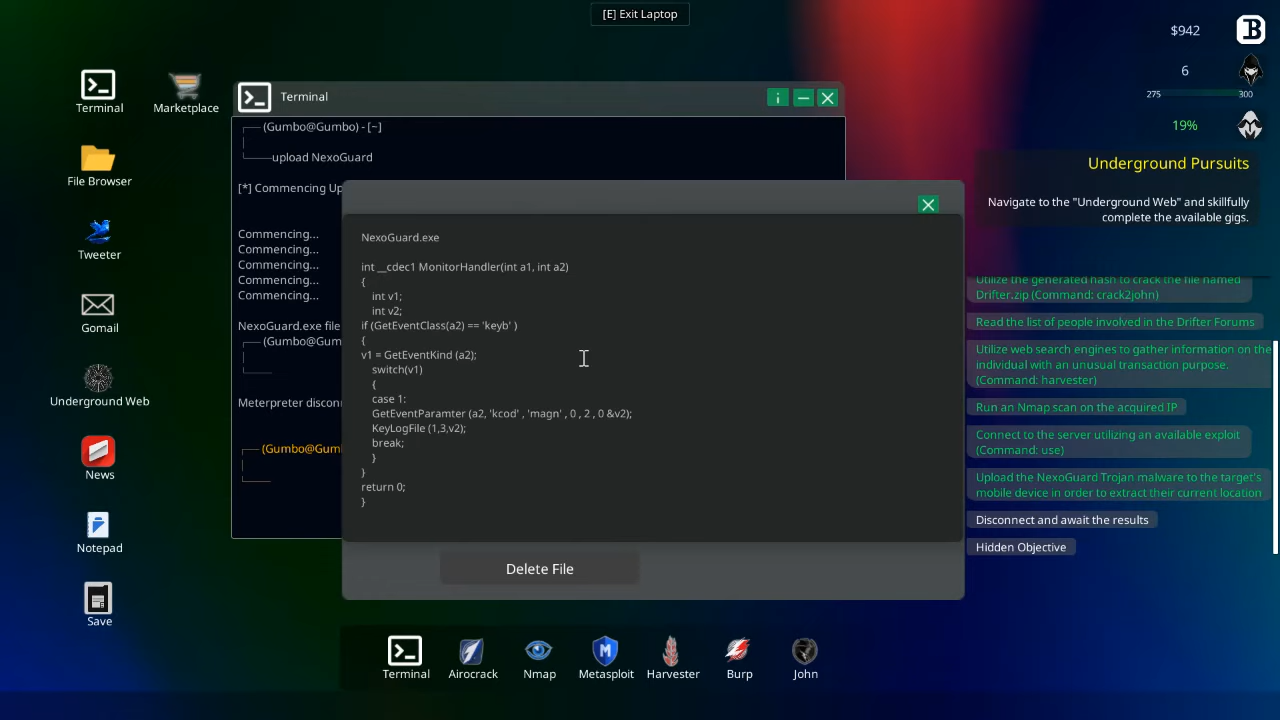 [E] Exit Laptop
$942
B
6
275
300
19%
Underground Pursuits
Navigate to the "Underground Web" and skillfully
complete the available gigs.
Utilize the generated hash to crack the file named
Drifter.zip (Command: crack2john)
Read the list of people involved in the Drifter Forums
Utilize web search engines to gather information on the
individual with an unusual transaction purpose.
(Command: harvester)
Run an Nmap scan on the acquired IP
Connect to the server utilizing an available exploit
(Command: use)
Upload the NexoGuard Trojan malware to the target's
mobile device in order to extract their current location
Disconnect and await the results
Hidden Objective
Terminal
Marketplace
File Browser
Tweeter
Gomail
Underground Web
News
Notepad
Save
Terminal
i
(Gumbo@Gumbo) - [~]
upload NexoGuard
[*] Commencing Up
Commencing...
Commencing...
Commencing...
Commencing...
Commencing...
NexoGuard.exe file
(Gumbo@Gum
Meterpreter disconn
(Gumbo@Gumb
NexoGuard.exe
int __cdec1 MonitorHandler(int a1, int a2)
{
int v1;
int v2;
if (GetEventClass(a2) == 'keyb' )
{
v1 = GetEventKind (a2);
switch(v1)
{
case 1:
GetEventParamter (a2, 'kcod' , 'magn' , 0 , 2 , 0 &v2);
KeyLogFile (1,3,v2);
break;
}
}
return 0;
}
Delete File
Terminal
Airocrack
Nmap
M
Metasploit
Harvester
Burp
John